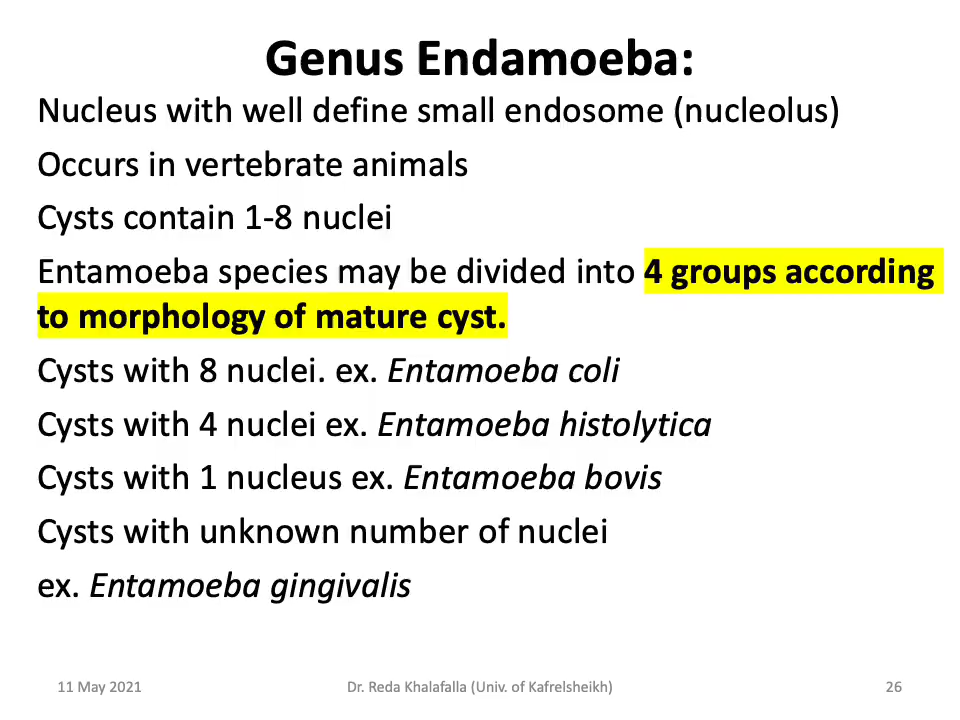 Genus Endamoeba:
Nucleus with well define small endosome (nucleolus)
Occurs in vertebrate animals
Cysts contain 1-8 nuclei
Entamoeba species may be divided into 4 groups according
to morphology of mature cyst.
Cysts with 8 nuclei. ex. Entamoeba coli
Cysts with 4 nuclei ex. Entamoeba histolytica
Cysts with 1 nucleus ex. Entamoeba bovis
Cysts with unknown number of nuclei
ex. Entamoeba gingivalis
11 May 2021
Dr. Reda Khalafalla (Univ. of Kafrelsheikh)
26